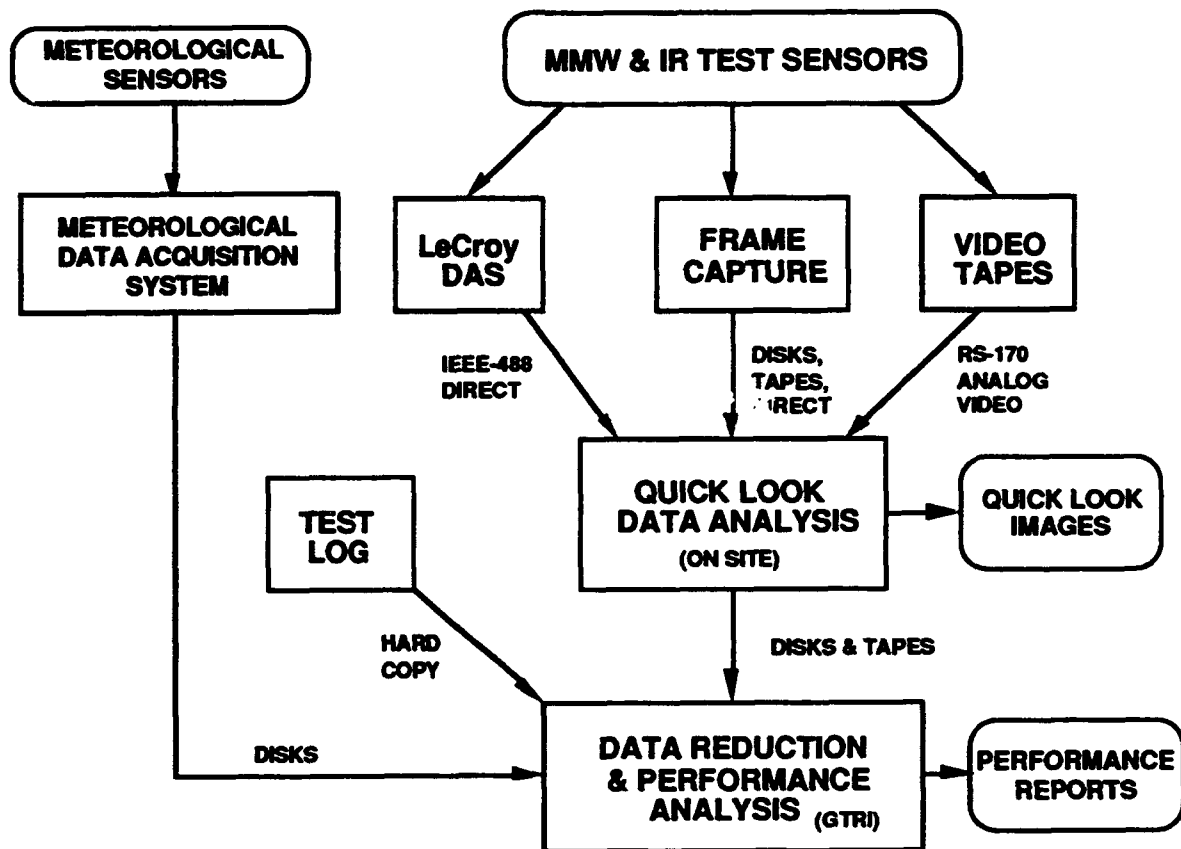 METEOROLOGICAL
SENSORS
MMW & IR TEST SENSORS
METEOROLOGICAL
DATA ACQUISITION
SYSTEM
LeCroy
DAS
FRAME
CAPTURE
VIDEO
TAPES
IEEE-488
DIRECT
DISKS,
TAPES,
RS-170
ANALOG
VIDEO
TEST
LOG
QUICK LOOK
DATA ANALYSIS
(ON SITE)
QUICK LOOK
IMAGES
HARD
COPY
DISKS & TAPES
DISKS
DATA REDUCTION
& PERFORMANCE
ANALYSIS (GTRI)
PERFORMANCE
REPORTS